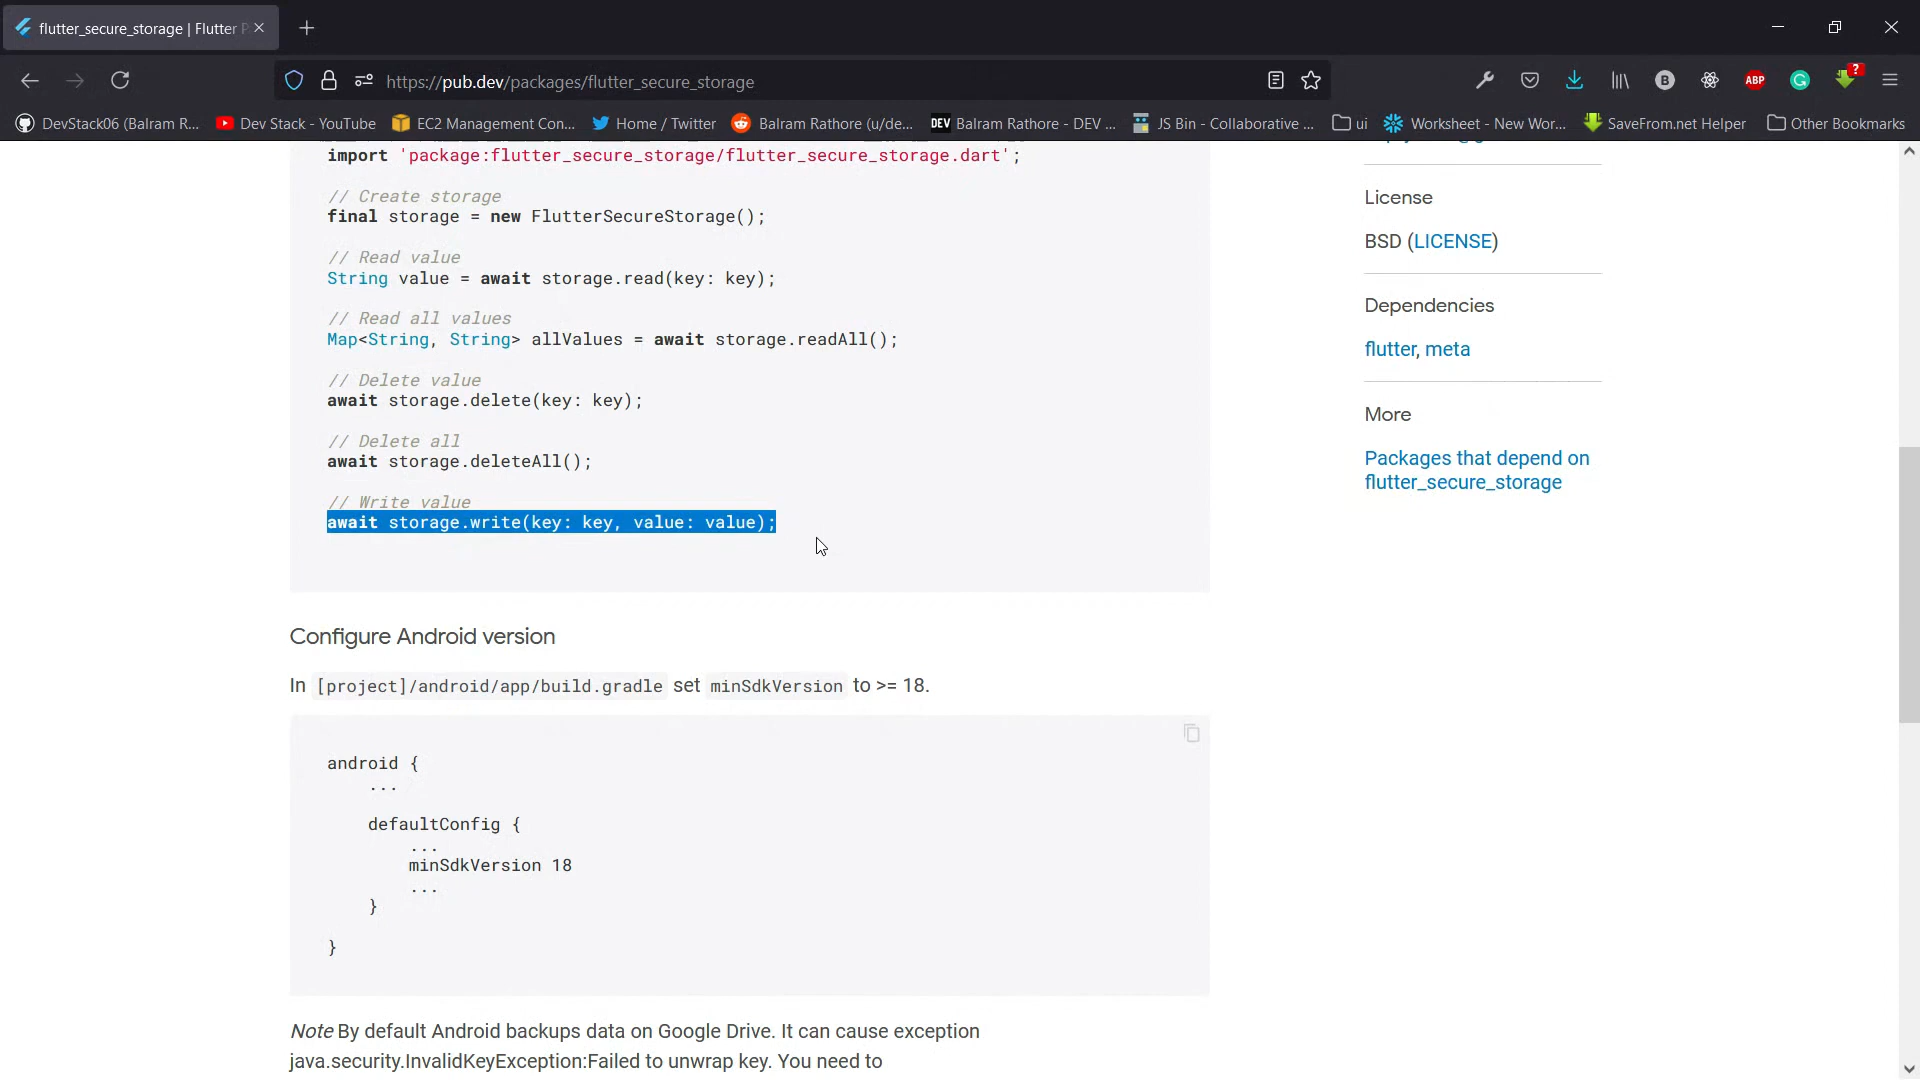 flutter_secure_storage | Flutter P
https://pub.dev/packages/flutter_secure_storage
ABP
?
DevStack06 (Balram R...
Dev Stack - YouTube
EC2 Management Con...
Home / Twitter
Balram Rathore (u/de...
DEV Balram Rathore - DEV ...
JS Bin - Collaborative ...
ui
Worksheet - New Wor...
SaveFrom.net Helper
Other Bookmarks
import 'package:flutter_secure_storage/flutter_secure_storage.dart';
// Create storage
final storage = new FlutterSecureStorage();
// Read value
String value = await storage.read(key: key);
// Read all values
Map<String, String> allValues = await storage.readAll();
// Delete value
await storage.delete(key: key);
// Delete all
await storage.deleteAll();
// Write value
await storage.write(key: key, value: value);
Configure Android version
In [project]/android/app/build.gradle set minSdkVersion to >= 18.
android {
...
defaultConfig {
...
minSdkVersion 18
...
}
}
Note By default Android backups data on Google Drive. It can cause exception
java.security.InvalidKeyException:Failed to unwrap key. You need to
License
BSD (LICENSE)
Dependencies
flutter, meta
More
Packages that depend on
flutter_secure_storage